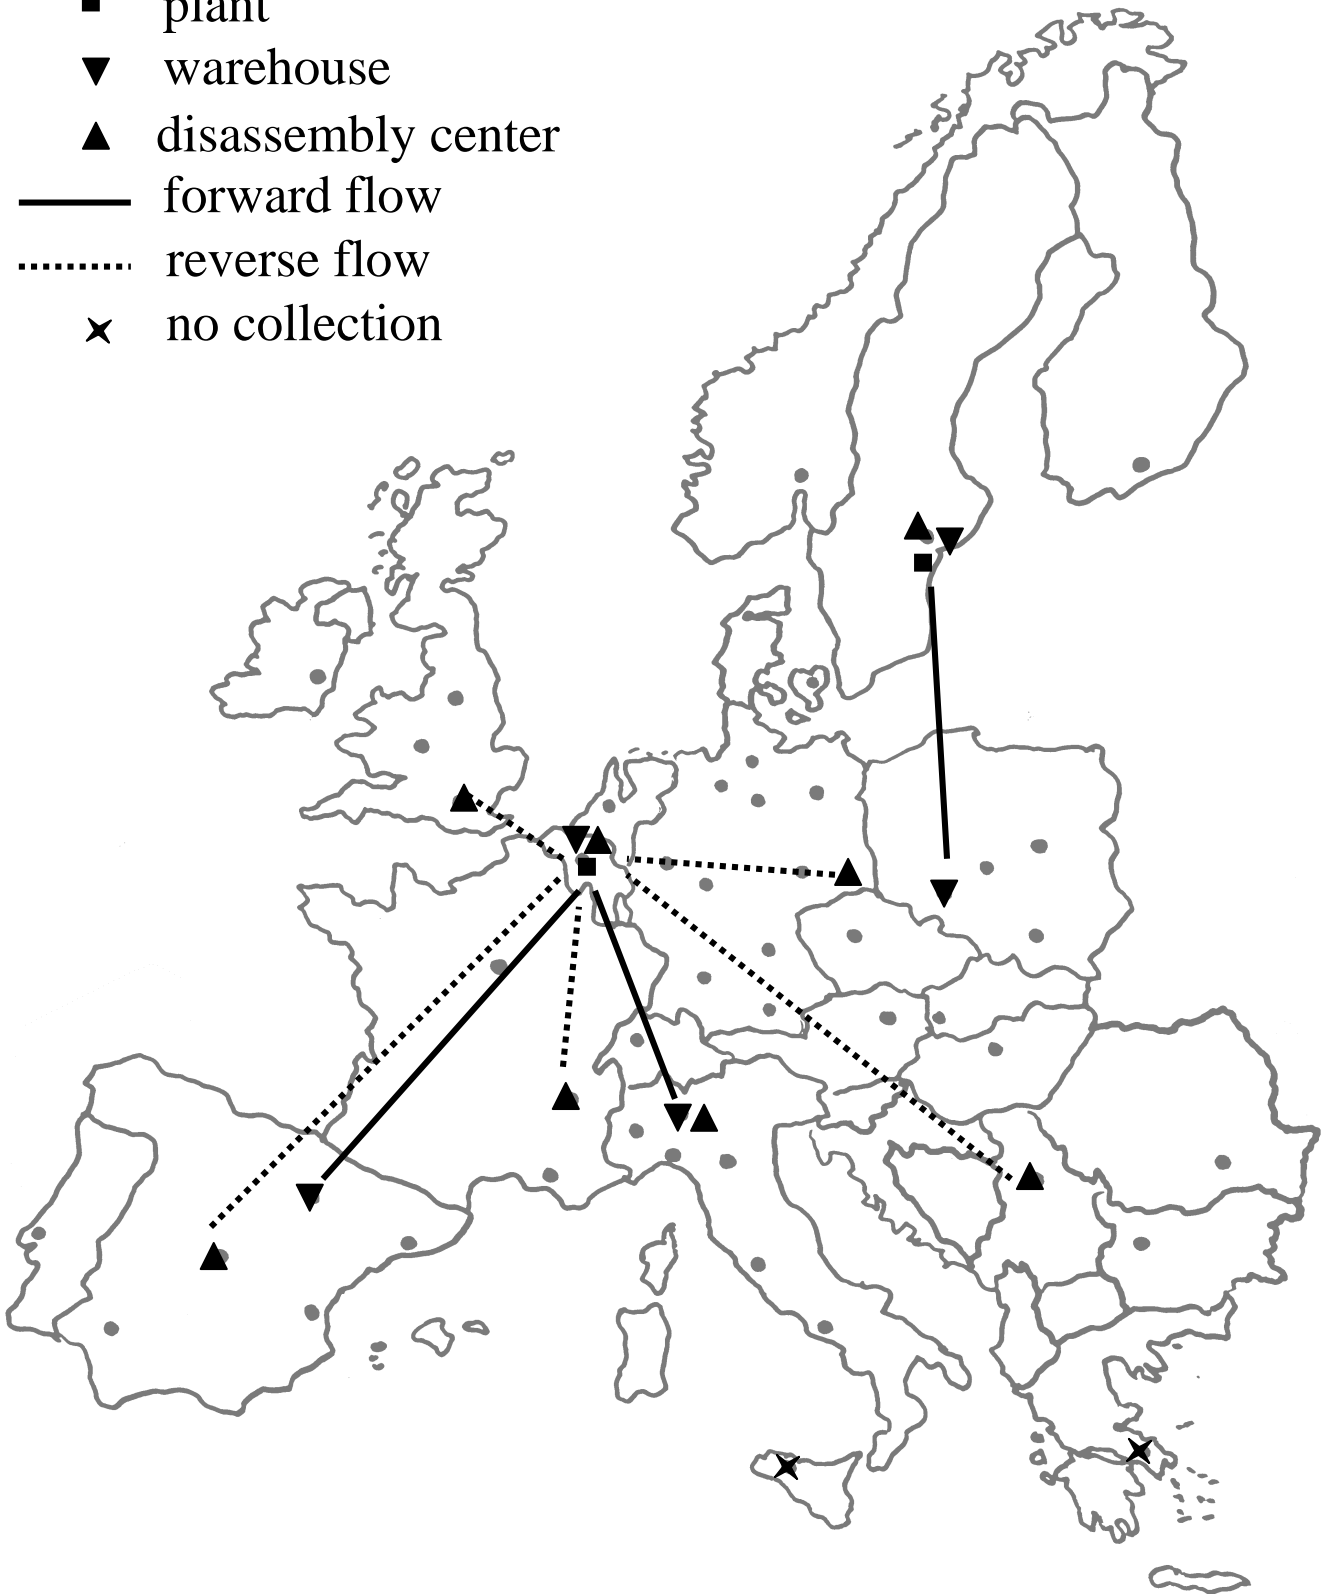 plant
warehouse
disassembly center
forward flow
reverse flow
no collection